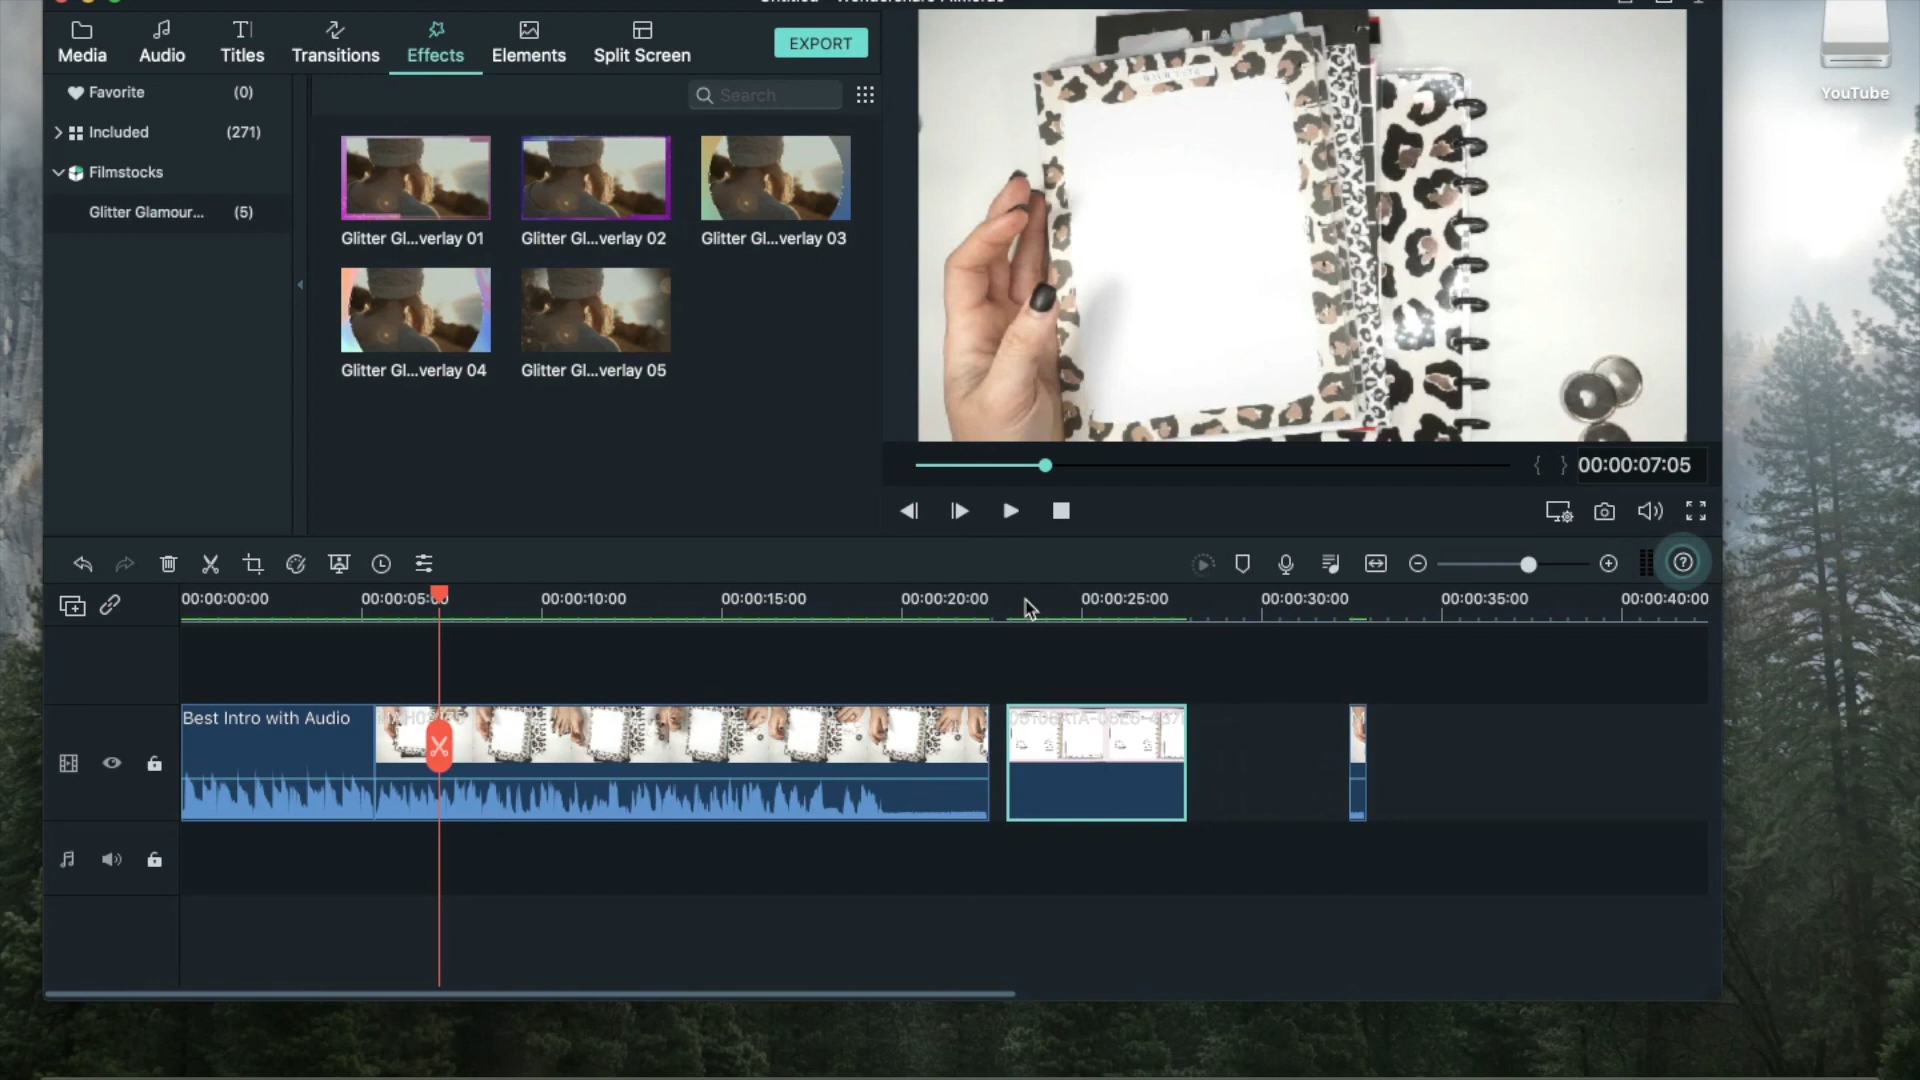 Media
Audio
Titles
Transitions
Effects
Elements
Split Screen
EXPORT
Favorite (0)
Included (271)
Filmstocks
Glitter Glamour... (5)
Search
Glitter Gl...verlay 01
Glitter Gl...verlay 02
Glitter Gl...verlay 03
Glitter Gl...verlay 04
Glitter Gl...verlay 05
YouTube
{ } 00:00:07:05
00:00:00:00
00:00:05:00
00:00:10:00
00:00:15:00
00:00:20:00
00:00:25:00
00:00:30:00
00:00:35:00
00:00:40:00
Best Intro with Audio